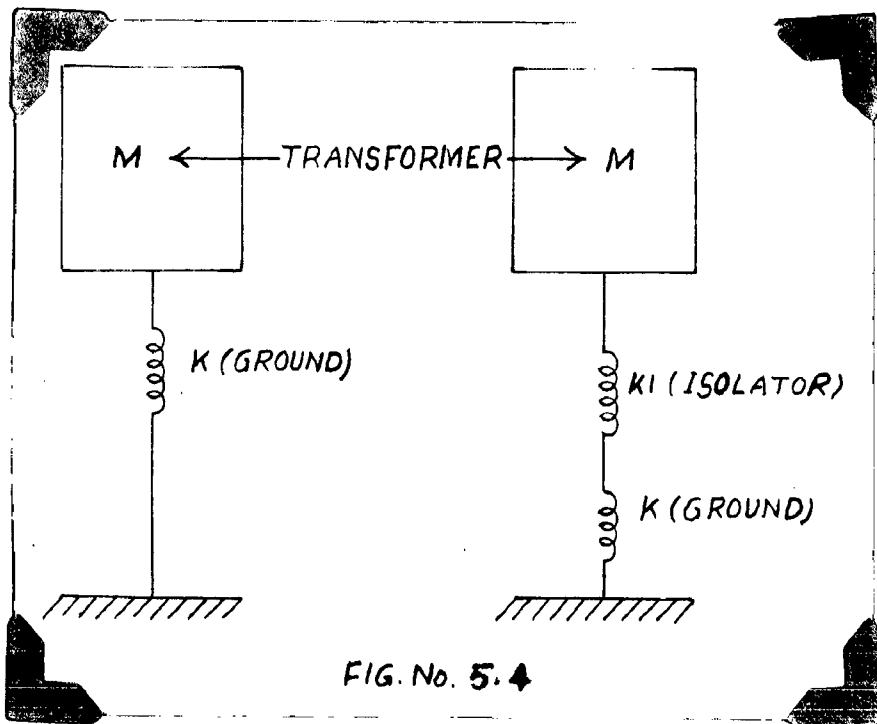 M ← TRANSFORMER → M
K (GROUND)
K1 (ISOLATOR)
K (GROUND)
FIG. No. 5.4